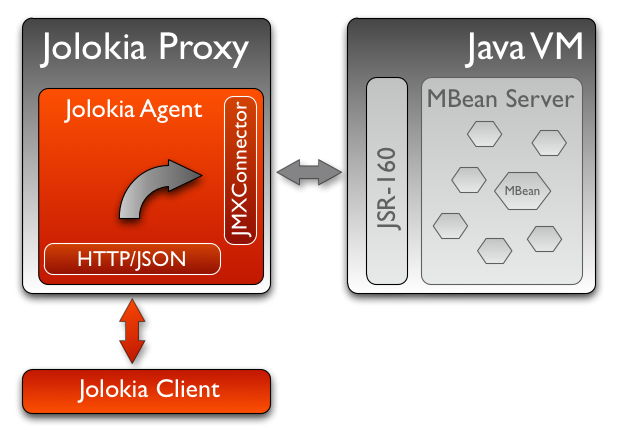 Jolokia Proxy
Jolokia Agent
JMXConnector
HTTP/JSON
Jolokia Client
Java VM
JSR-160
MBean Server
MBean